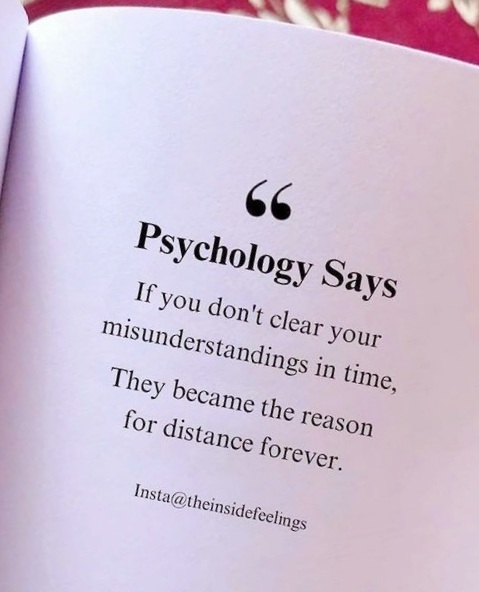 “
Psychology Says
If you don't clear your
misunderstandings in time,
They became the reason
for distance forever.
Insta@theinsidefeelings